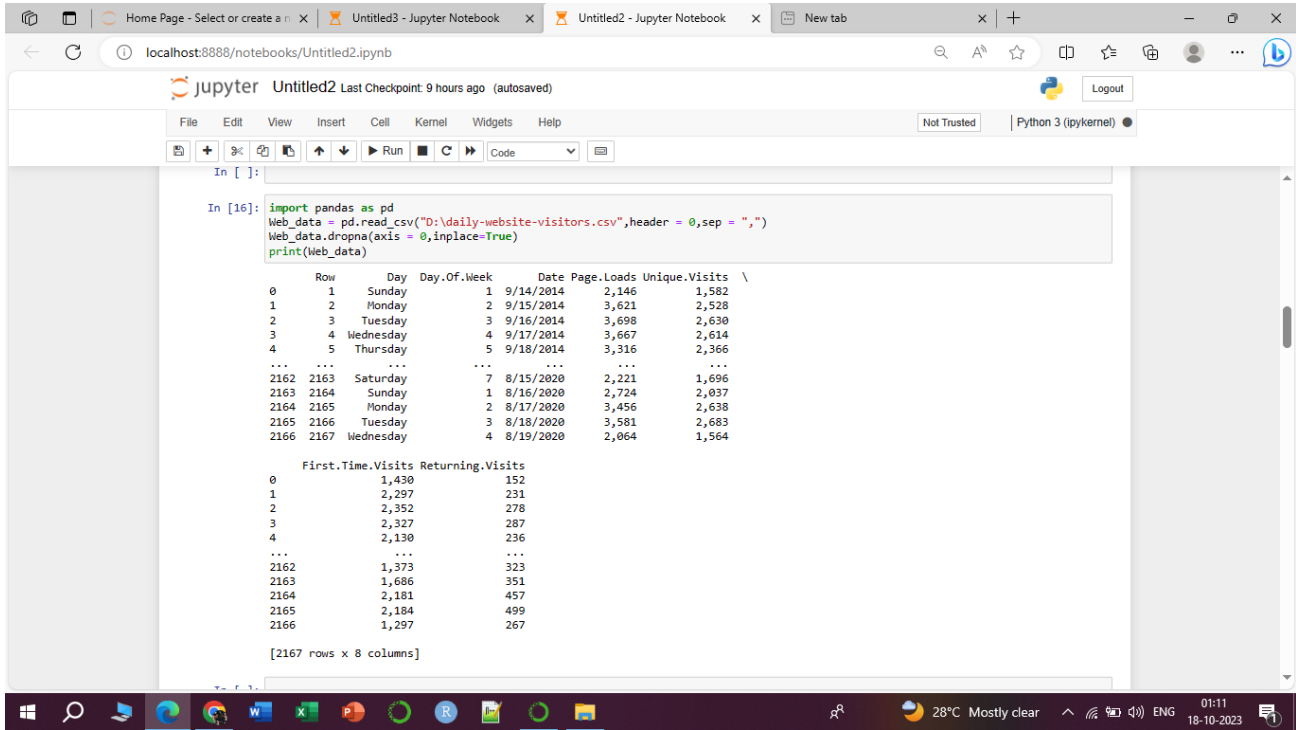 Home Page - Select or create a n
Untitled3 - Jupyter Notebook
Untitled2 - Jupyter Notebook
New tab
localhost:8888/notebooks/Untitled2.ipynb
jupyter Untitled2 Last Checkpoint: 9 hours ago (autosaved)
Logout
File Edit View Insert Cell Kernel Widgets Help
Not Trusted
Python 3 (ipykernel)
Run
Code
In [ ]:
In [16]: import pandas as pd
Web_data = pd.read_csv("D:\daily-website-visitors.csv",header = 0,sep = ",")
Web_data.dropna(axis = 0,inplace=True)
print(Web_data)
Row Day Day.Of.Week Date Page.Loads Unique.Visits \
0 1 Sunday 1 9/14/2014 2,146 1,582
1 2 Monday 2 9/15/2014 3,621 2,528
2 3 Tuesday 3 9/16/2014 3,698 2,630
3 4 Wednesday 4 9/17/2014 3,667 2,614
4 5 Thursday 5 9/18/2014 3,316 2,366
... ... ... ... ... ... ...
2162 2163 Saturday 7 8/15/2020 2,221 1,696
2163 2164 Sunday 1 8/16/2020 2,724 2,037
2164 2165 Monday 2 8/17/2020 3,456 2,638
2165 2166 Tuesday 3 8/18/2020 3,581 2,683
2166 2167 Wednesday 4 8/19/2020 2,064 1,564
First.Time.Visits Returning.Visits
0 1,430 152
1 2,297 231
2 2,352 278
3 2,327 287
4 2,130 236
... ... ...
2162 1,373 323
2163 1,686 351
2164 2,181 457
2165 2,184 499
2166 1,297 267
[2167 rows x 8 columns]
In [ ]:
28°C Mostly clear
ENG
01:11
18-10-2023